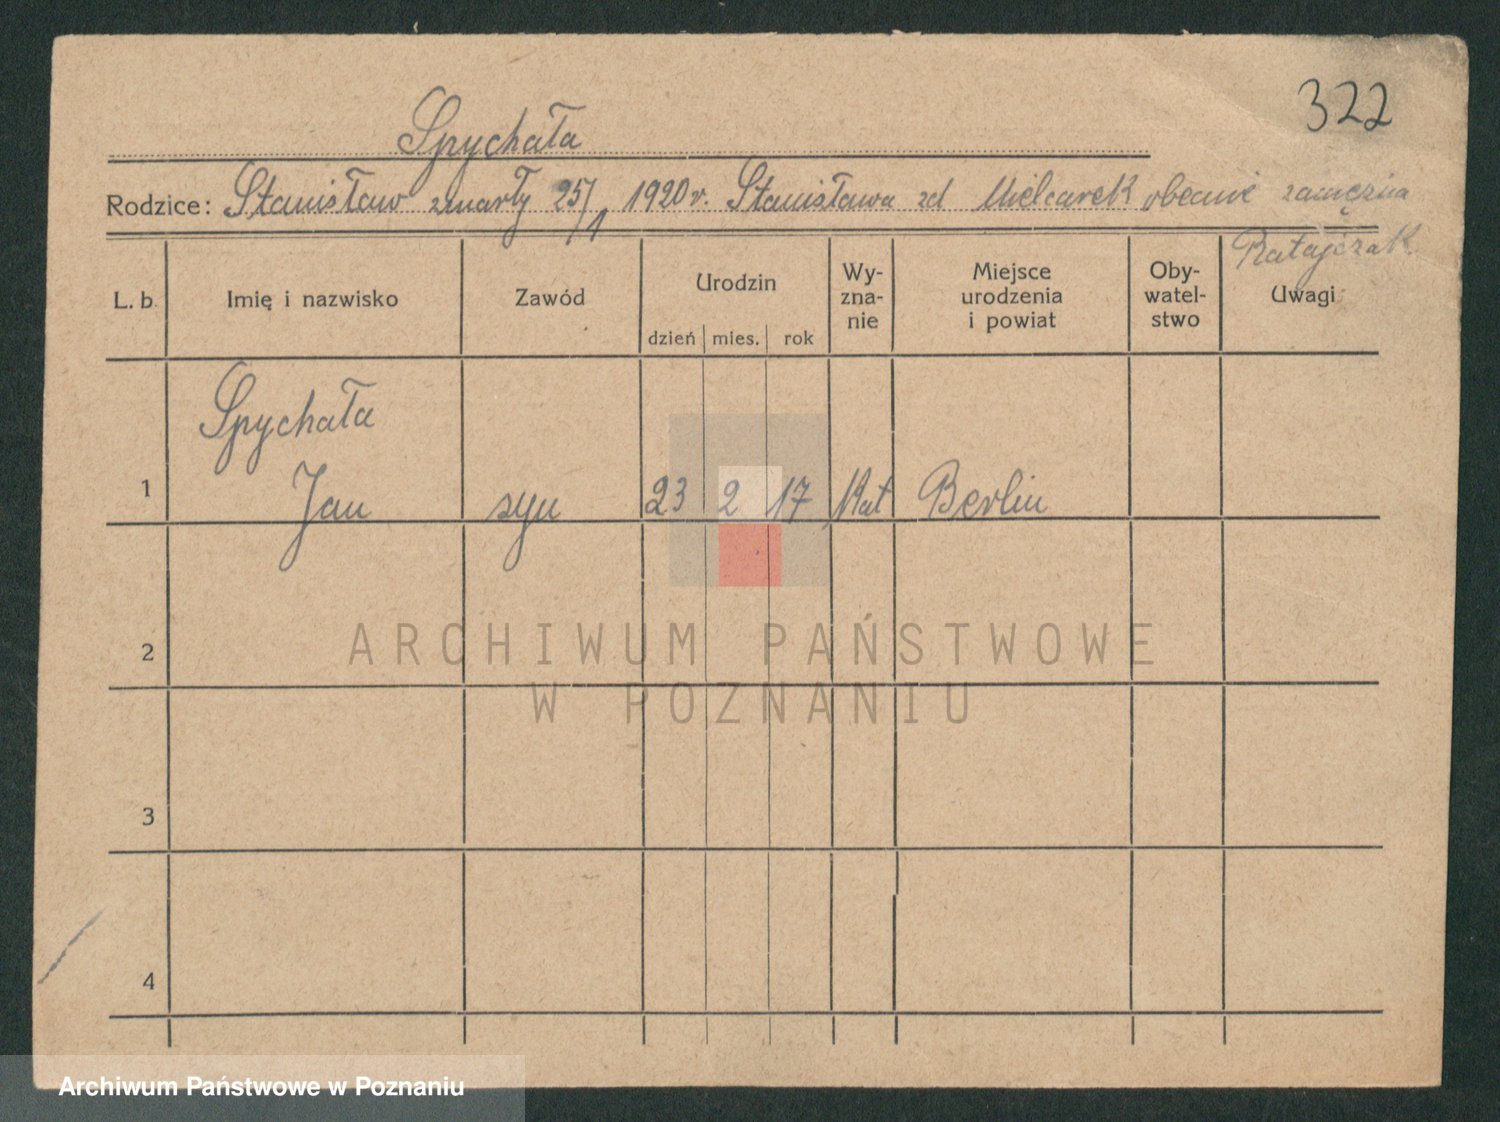 322
Spychała
Rodzice: Stanisław zmarły 25/1 1920 r. Stanisława zd Mielcarek obecnie zamężna
Ratajczak
L. b. Imię i nazwisko Zawód Urodzin dzień mies. rok Wy-zna-nie Miejsce urodzenia i powiat Oby-watel-stwo Uwagi
Spychała
1 Jan syn 23 2 17 Kat Berlin
2
ARCHIWUM PAŃSTWOWE
W POZNANIU
3
4
Archiwum Państwowe w Poznaniu